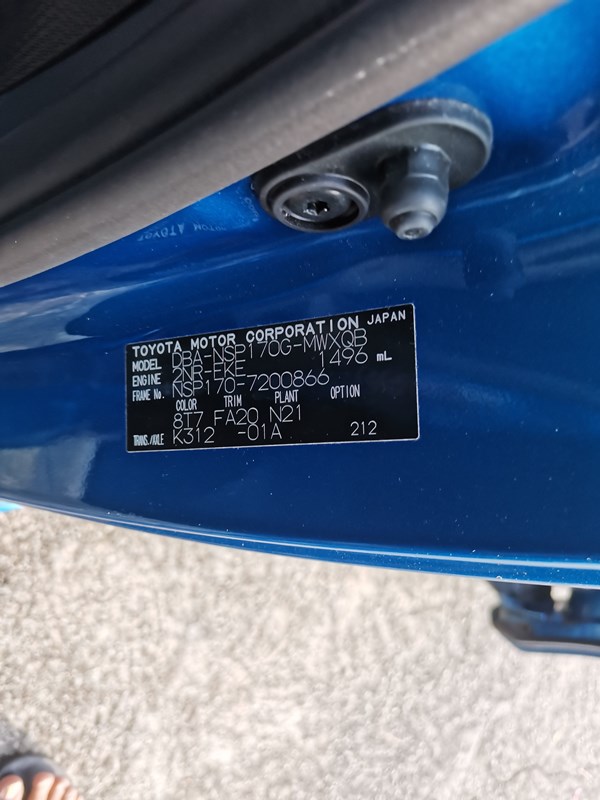 TOYOTA MOTOR CORPORATION JAPAN
MODEL DBA-NSP170G-MWXQB
ENGINE 2NR-FKE 1496 mL
FRAME No. NSP170-7200866
COLOR TRIM PLANT OPTION
8T7 FA20 N21
TRANS./AXLE K312 -01A 212